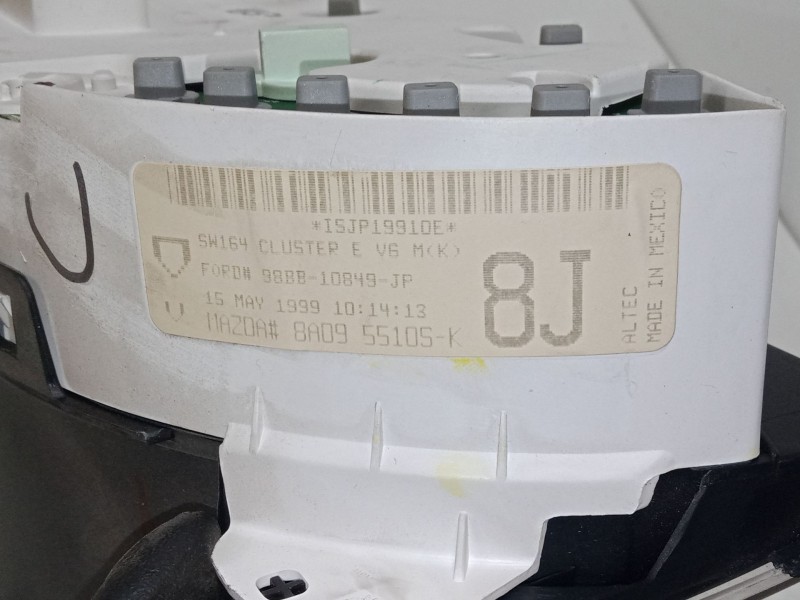 *ISJP1991DE*
SW164 CLUSTER E V6 M(K)
FORD# 98BB-10849-JP
15 MAY 1999 10:14:13
MAZDA# 8A09 55105-K
8J
ALTEC
MADE IN MEXICO